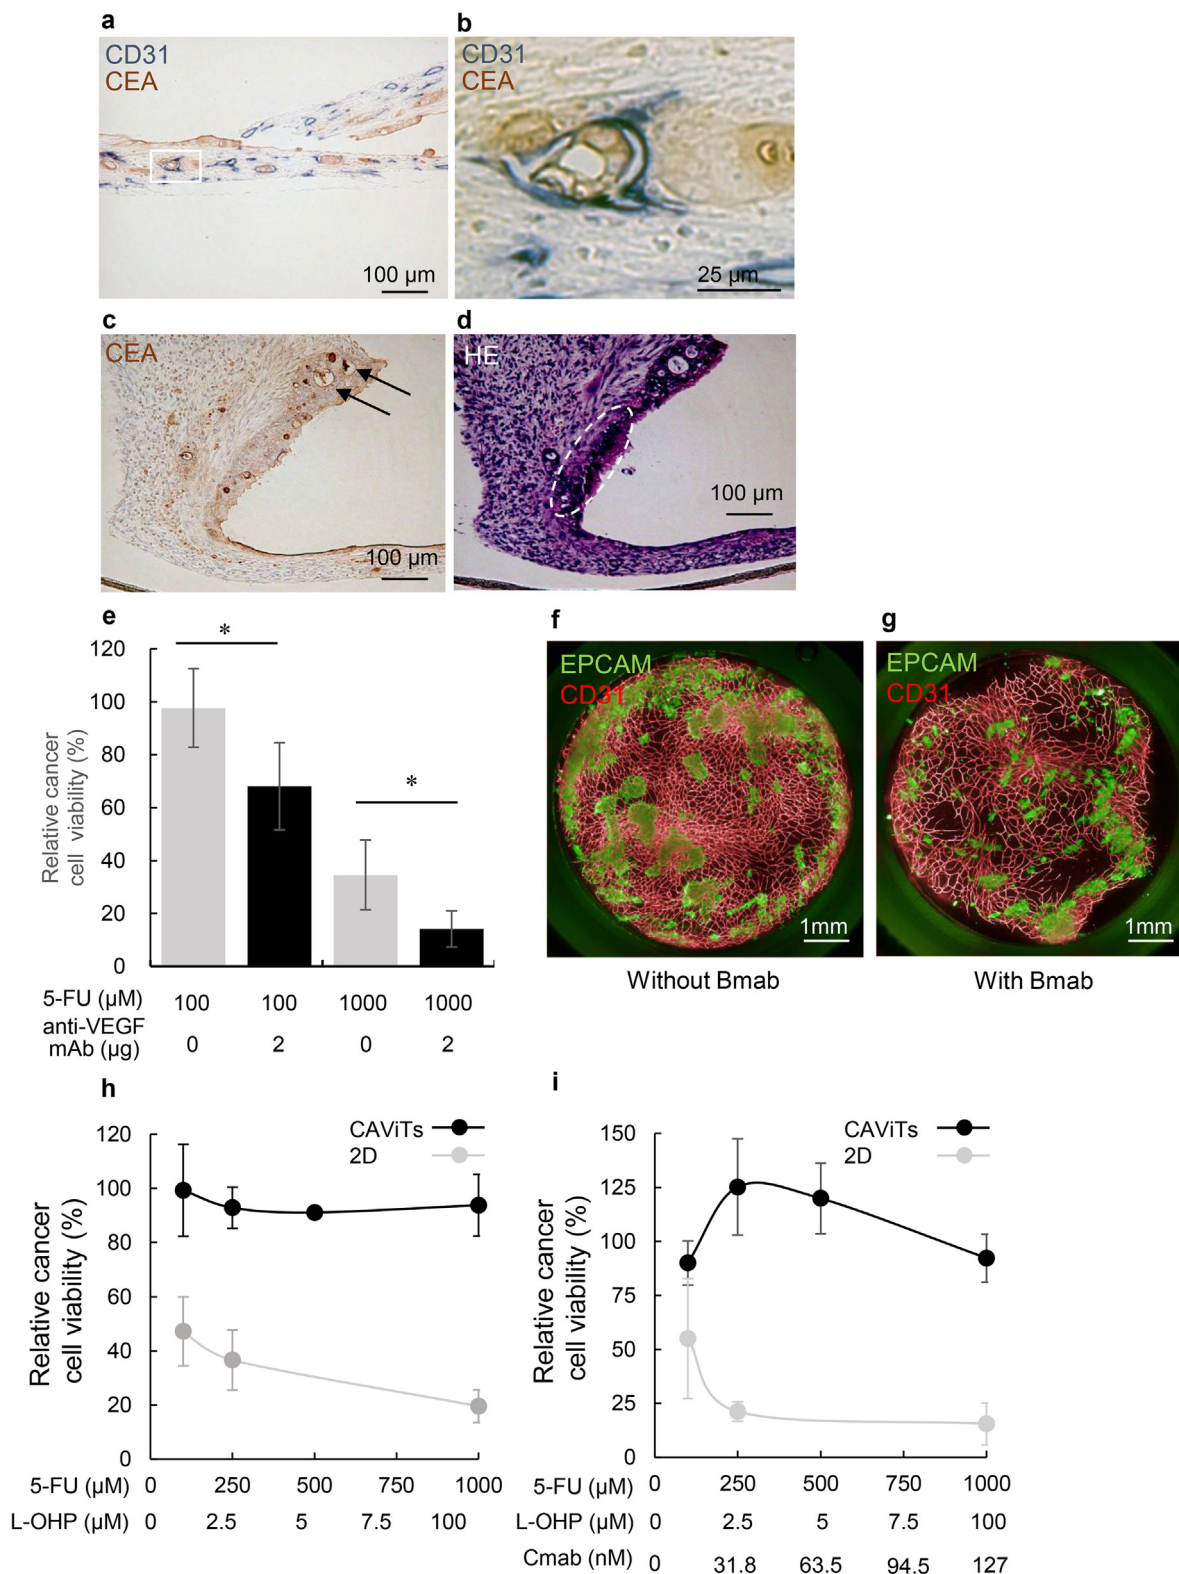 a
CD31
CEA
100 µm
b
CD31
CEA
25 µm
c
CEA
100 µm
d
HE
100 µm
e
Relative cancer
cell viability (%)
120
100
80
60
40
20
0
*
*
5-FU (µM) 100 100 1000 1000
anti-VEGF
mAb (µg) 0 2 0 2
f
EPCAM
CD31
1mm
Without Bmab
g
EPCAM
CD31
1mm
With Bmab
h
CAViTs
2D
Relative cancer
cell viability (%)
120
100
80
60
40
20
0
5-FU (µM) 0 250 500 750 1000
L-OHP (µM) 0 2.5 5 7.5 100
i
CAViTs
2D
Relative cancer
cell viability (%)
150
125
100
75
50
25
0
5-FU (µM) 0 250 500 750 1000
L-OHP (µM) 0 2.5 5 7.5 100
Cmab (nM) 0 31.8 63.5 94.5 127